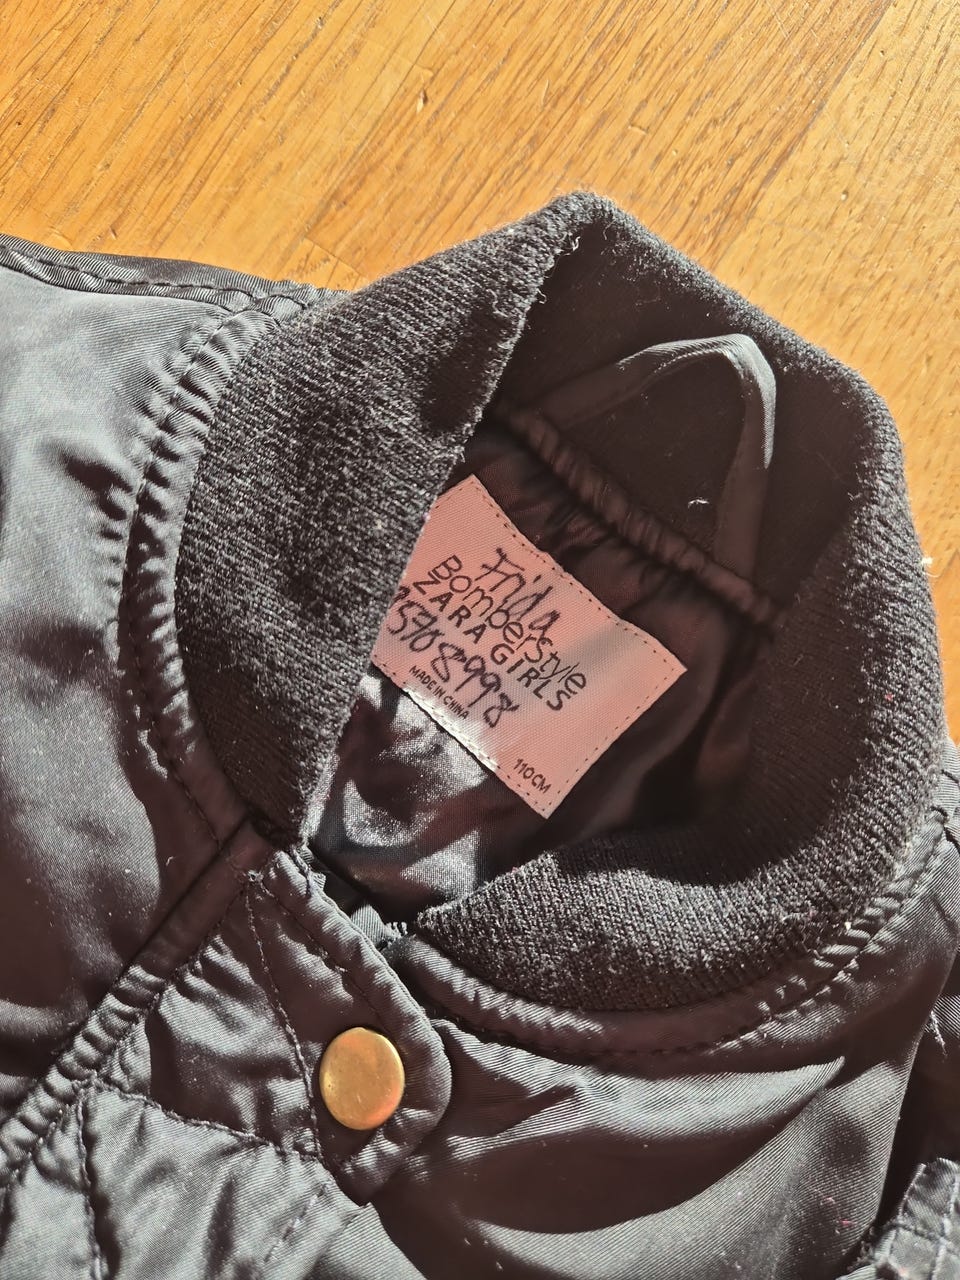 Frida
BomberStyle
ZARA GIRLS
MADE IN CHINA
110CM